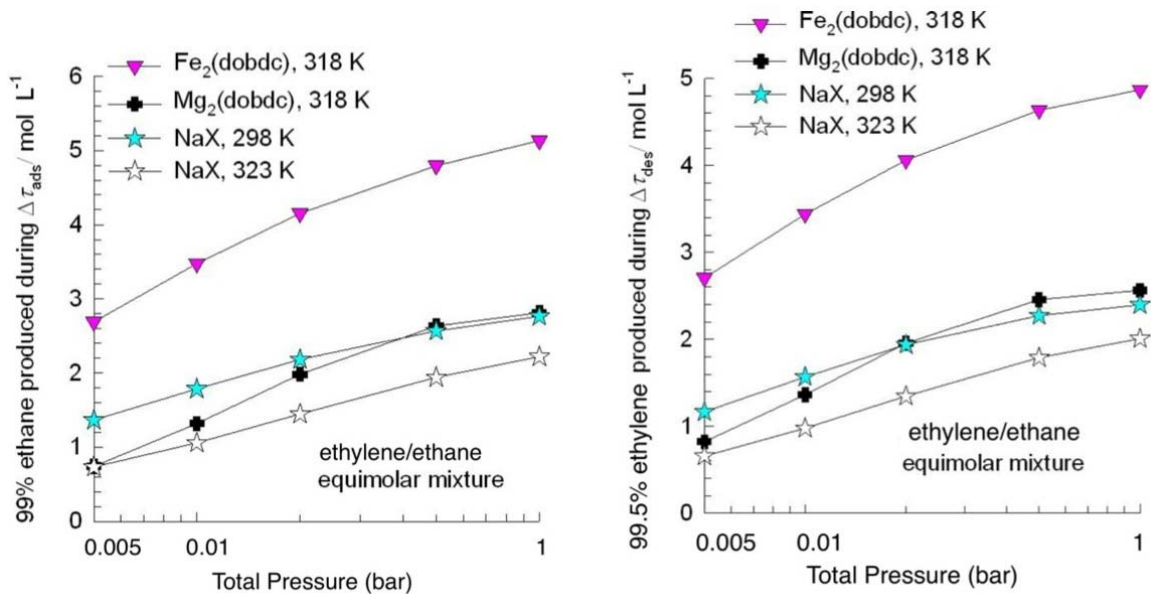 99% ethane produced during Δτads/ mol L-1
Fe2(dobdc), 318 K
Mg2(dobdc), 318 K
NaX, 298 K
NaX, 323 K
6
5
4
3
2
1
0
ethylene/ethane
equimolar mixture
0.005
0.01
1
Total Pressure (bar)
99.5% ethylene produced during Δτdes/ mol L-1
Fe2(dobdc), 318 K
Mg2(dobdc), 318 K
NaX, 298 K
NaX, 323 K
5
4
3
2
1
0
ethylene/ethane
equimolar mixture
0.005
0.01
1
Total Pressure (bar)